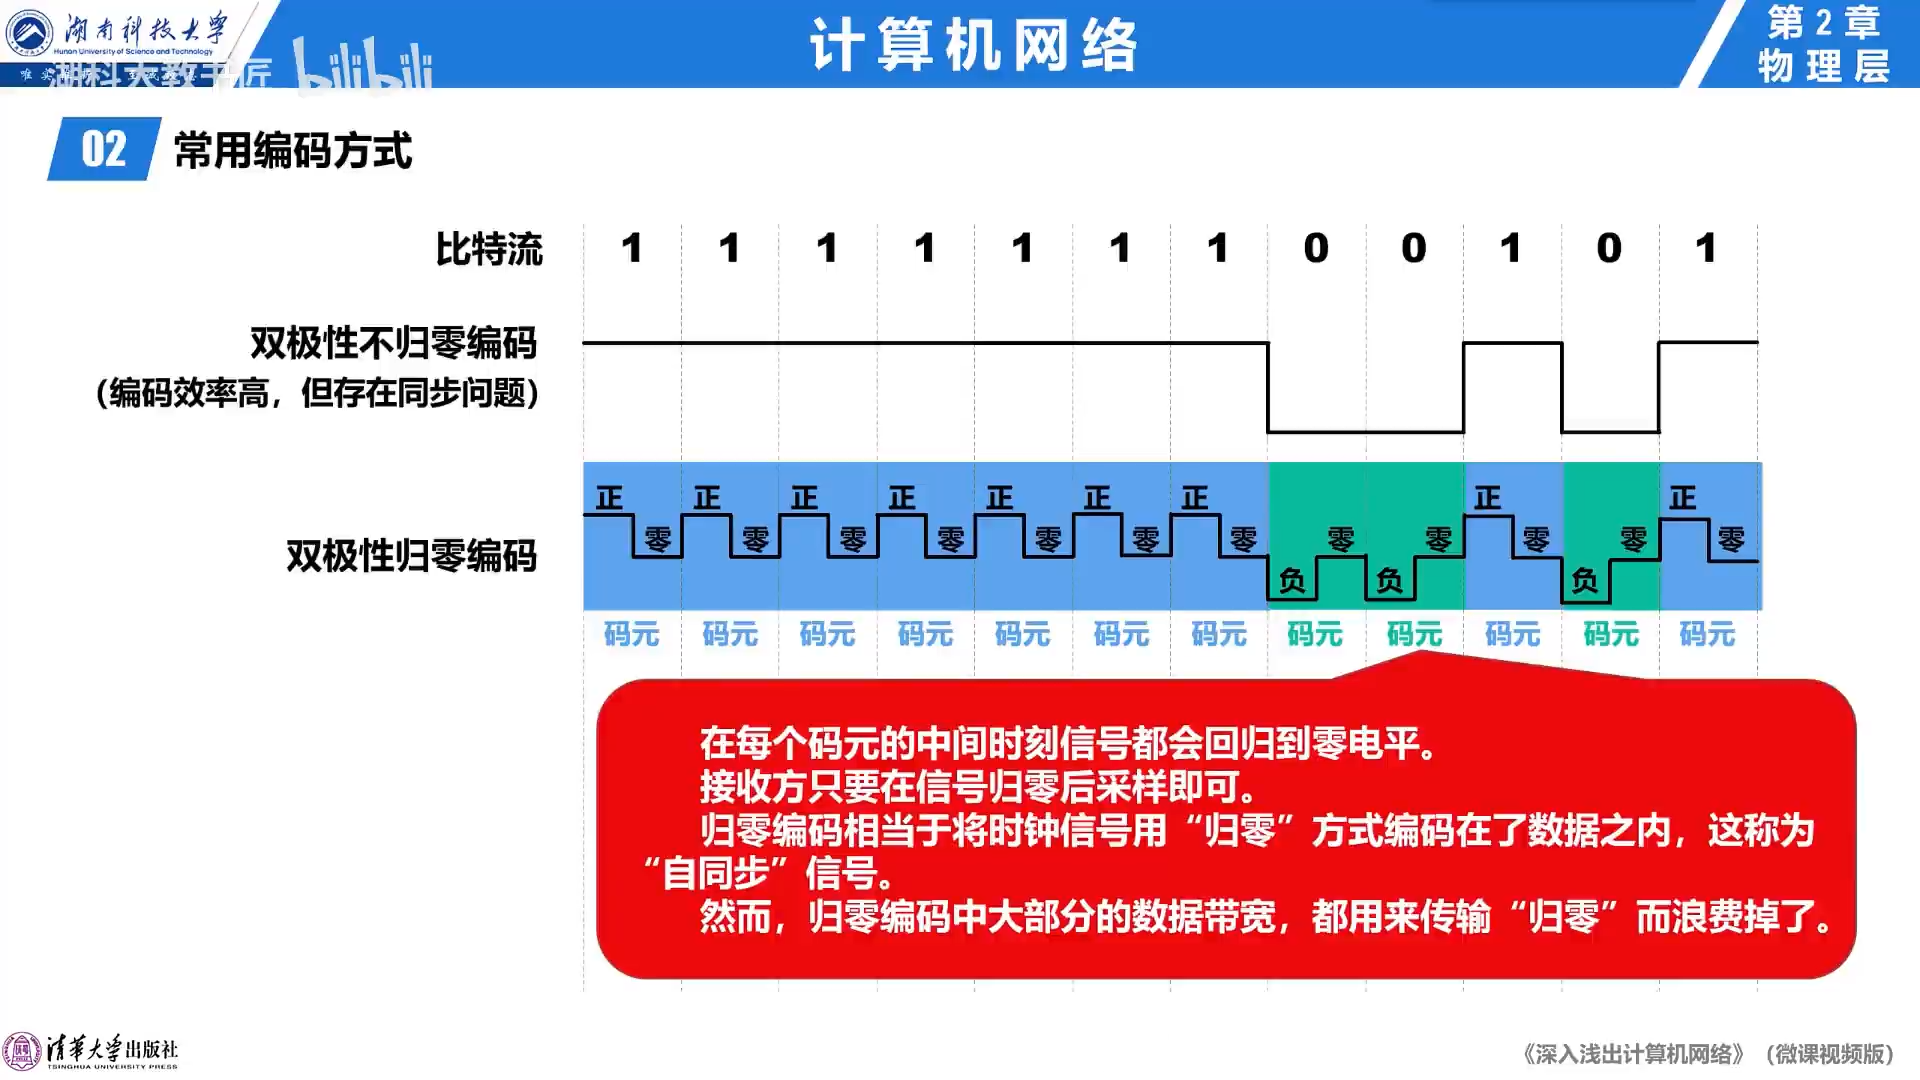 湖南科技大学
Hunan University of Science and Technology
湖科大教书匠
bilibili
计算机网络
第 2 章
物理层
02 常用编码方式
比特流 1 1 1 1 1 1 1 0 0 1 0 1
双极性不归零编码
（编码效率高，但存在同步问题）
正 正 正 正 正 正 正 正 正
零 零 零 零 零 零 零 零 零 零 零 零
双极性归零编码
负 负 负
码元 码元 码元 码元 码元 码元 码元 码元 码元 码元 码元 码元
在每个码元的中间时刻信号都会回归到零电平。
接收方只要在信号归零后采样即可。
归零编码相当于将时钟信号用“归零”方式编码在了数据之内，这称为
“自同步”信号。
然而，归零编码中大部分的数据带宽，都用来传输“归零”而浪费掉了。
清华大学出版社
TSINGHUA UNIVERSITY PRESS
《深入浅出计算机网络》（微课视频版）